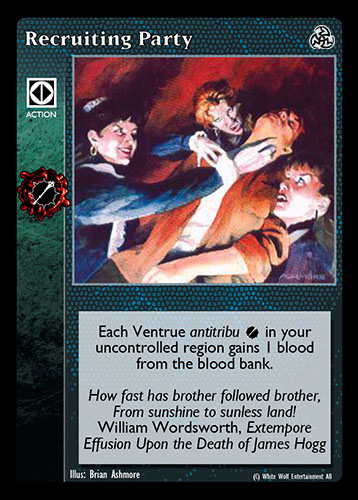 Recruiting Party
ACTION
Each Ventrue antitribu in your
uncontrolled region gains 1 blood
from the blood bank.
How fast has brother followed brother,
From sunshine to sunless land!
William Wordsworth, Extempore
Effusion Upon the Death of James Hogg
Illus: Brian Ashmore
(C) White Wolf Entertainment AB